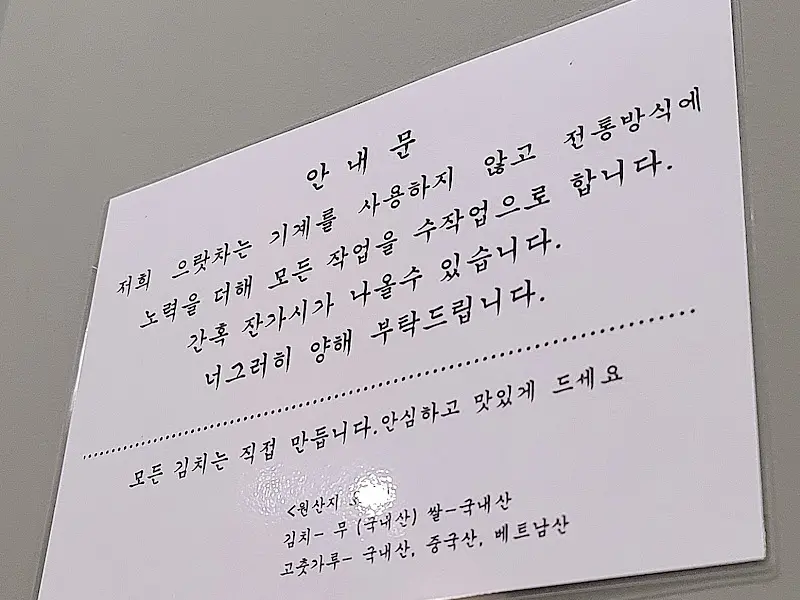 안 내 문
저희 으랏차는 기계를 사용하지 않고 전통방식에
노력을 더해 모든 작업을 수작업으로 합니다.
간혹 잔가시가 나올수 있습니다.
너그러히 양해 부탁드립니다.
모든 김치는 직접 만듭니다.안심하고 맛있게 드세요
<원산지
김치- 무 (국내산) 쌀-국내산
고춧가루- 국내산, 중국산, 베트남산